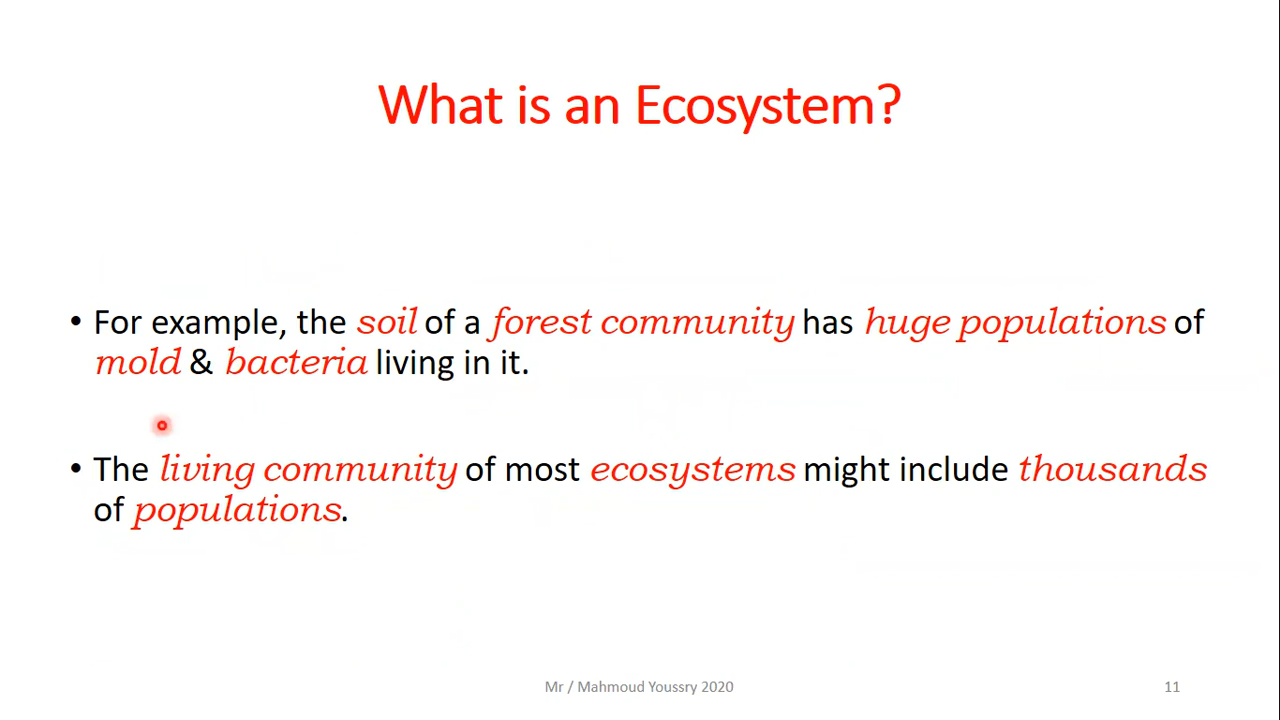 What is an Ecosystem?
• For example, the soil of a forest community has huge populations of
mold & bacteria living in it.
• The living community of most ecosystems might include thousands
of populations.
Mr / Mahmoud Youssry 2020
11